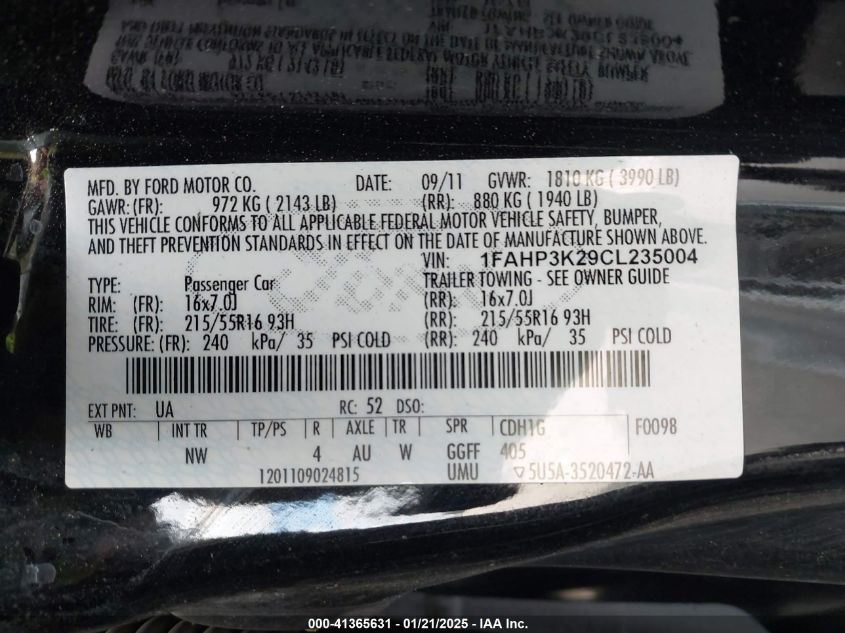 MFD. BY FORD MOTOR CO. DATE: 09/11 GVWR: 1810 KG ( 3990 LB)
GAWR: (FR): 972 KG ( 2143 LB) (RR): 880 KG ( 1940 LB)
THIS VEHICLE CONFORMS TO ALL APPLICABLE FEDERAL MOTOR VEHICLE SAFETY, BUMPER,
AND THEFT PREVENTION STANDARDS IN EFFECT ON THE DATE OF MANUFACTURE SHOWN ABOVE.
VIN: 1FAHP3K29CL235004
TYPE: Passenger Car TRAILER TOWING - SEE OWNER GUIDE
RIM: (FR): 16x7.0J (RR): 16x7.0J
TIRE: (FR): 215/55R16 93H (RR): 215/55R16 93H
PRESSURE: (FR): 240 kPa/ 35 PSI COLD (RR): 240 kPa/ 35 PSI COLD
EXT PNT: UA RC: 52 DSO:
WB INT TR TP/PS R AXLE TR SPR CDH1G F0098
NW 4 AU W GGFF 405
1201109024815 UMU ▽5U5A-3520472-AA
000-41365631 - 01/21/2025 - IAA Inc.